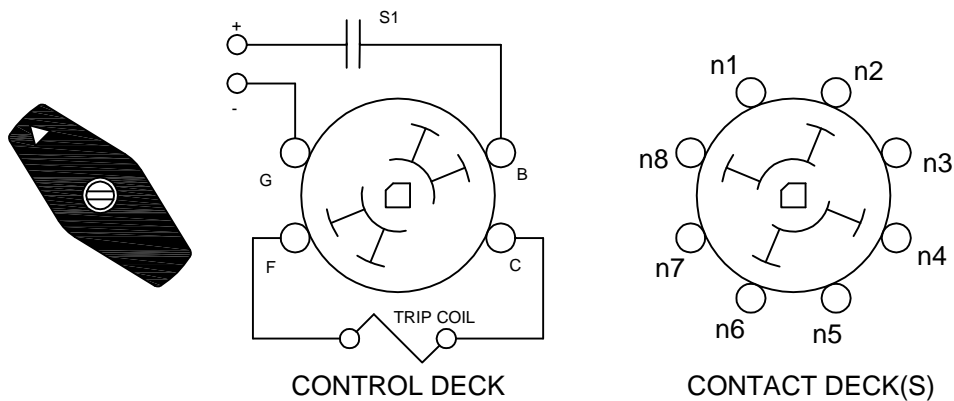 S1
+
-
n1
n2
n8
n3
G
B
n7
n4
F
C
n6
n5
TRIP COIL
CONTROL DECK
CONTACT DECK(S)